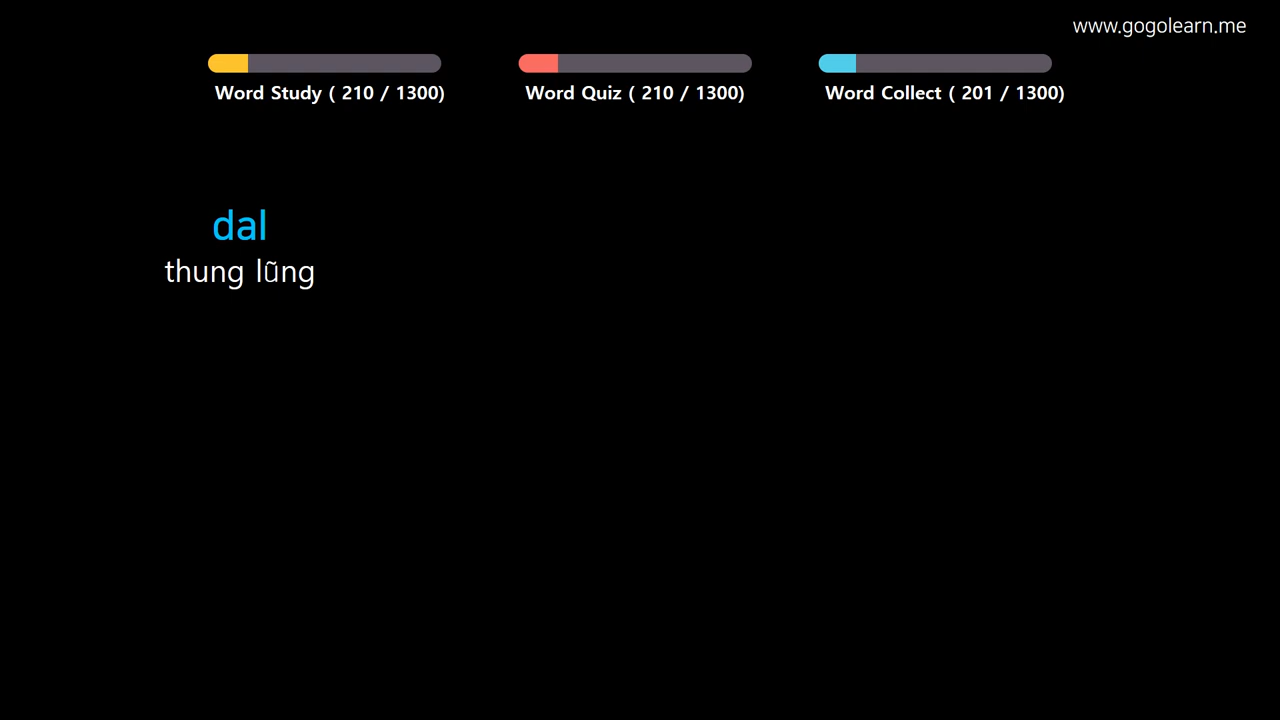 www.gogolearn.me
Word Study ( 210 / 1300)
Word Quiz ( 210 / 1300)
Word Collect ( 201 / 1300)
dal
thung lũng